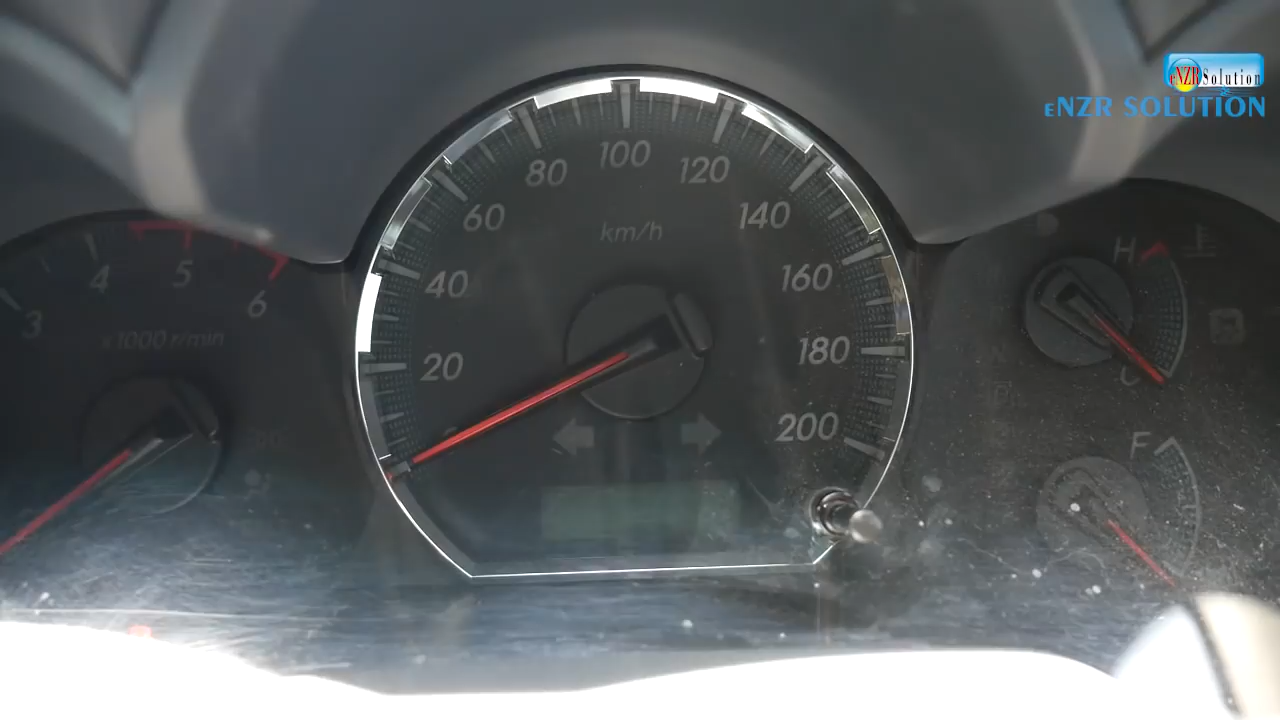 eNZR Solution
eNZR SOLUTION
80 100 120
60 140
km/h
40 160
20 180
200
3 4 5 6
x1000 r/min
H
C
F